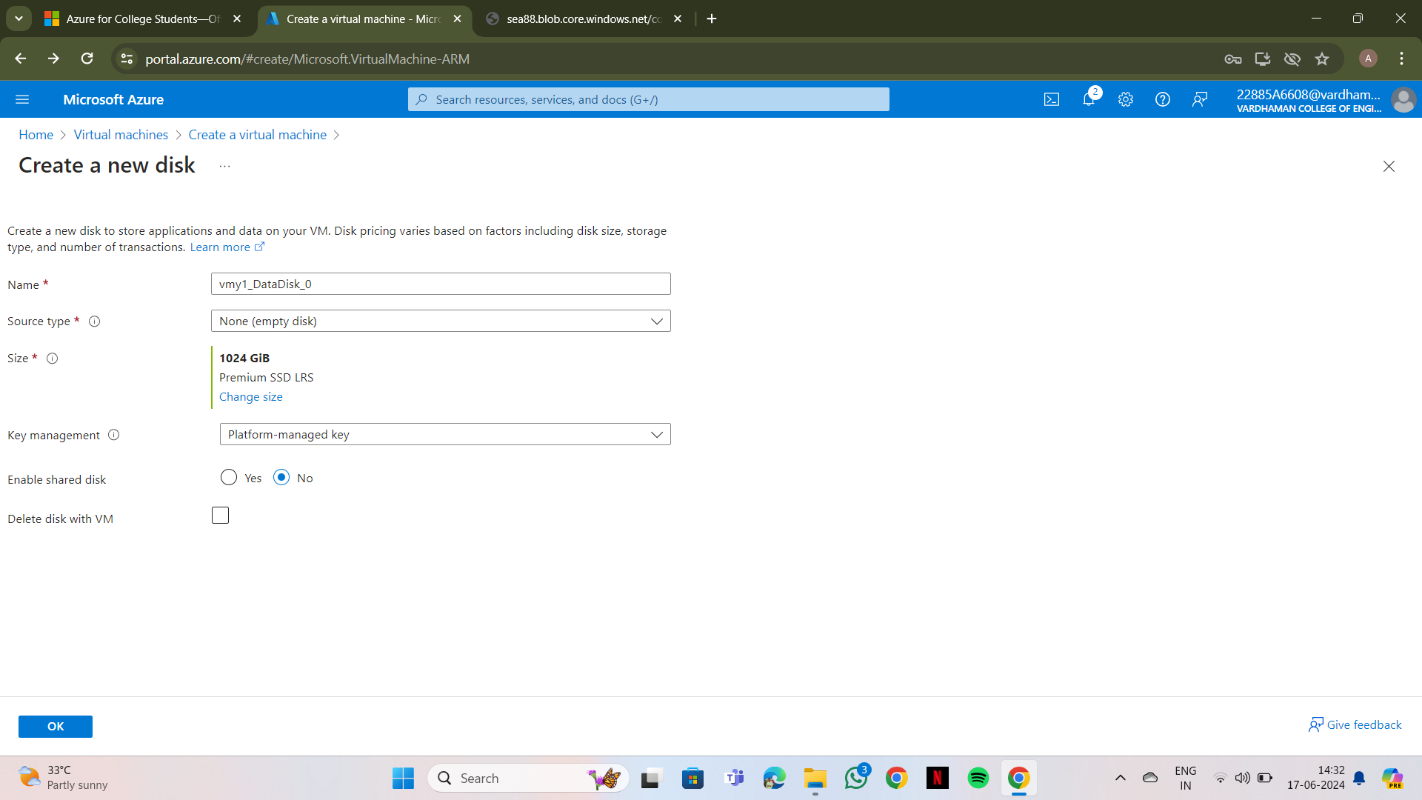 Azure for College Students—Of
Create a virtual machine - Micro
sea88.blob.core.windows.net/co
portal.azure.com/#create/Microsoft.VirtualMachine-ARM
A
Microsoft Azure
Search resources, services, and docs (G+/)
2
22885A6608@vardham...
VARDHAMAN COLLEGE OF ENGI...
Home > Virtual machines > Create a virtual machine >
Create a new disk ...
Create a new disk to store applications and data on your VM. Disk pricing varies based on factors including disk size, storage
type, and number of transactions. Learn more
Name *
vmy1_DataDisk_0
Source type *
None (empty disk)
Size *
1024 GiB
Premium SSD LRS
Change size
Key management
Platform-managed key
Enable shared disk
Yes
No
Delete disk with VM
OK
Give feedback
33°C
Partly sunny
Search
3
N
PRE
ENG
IN
14:32
17-06-2024